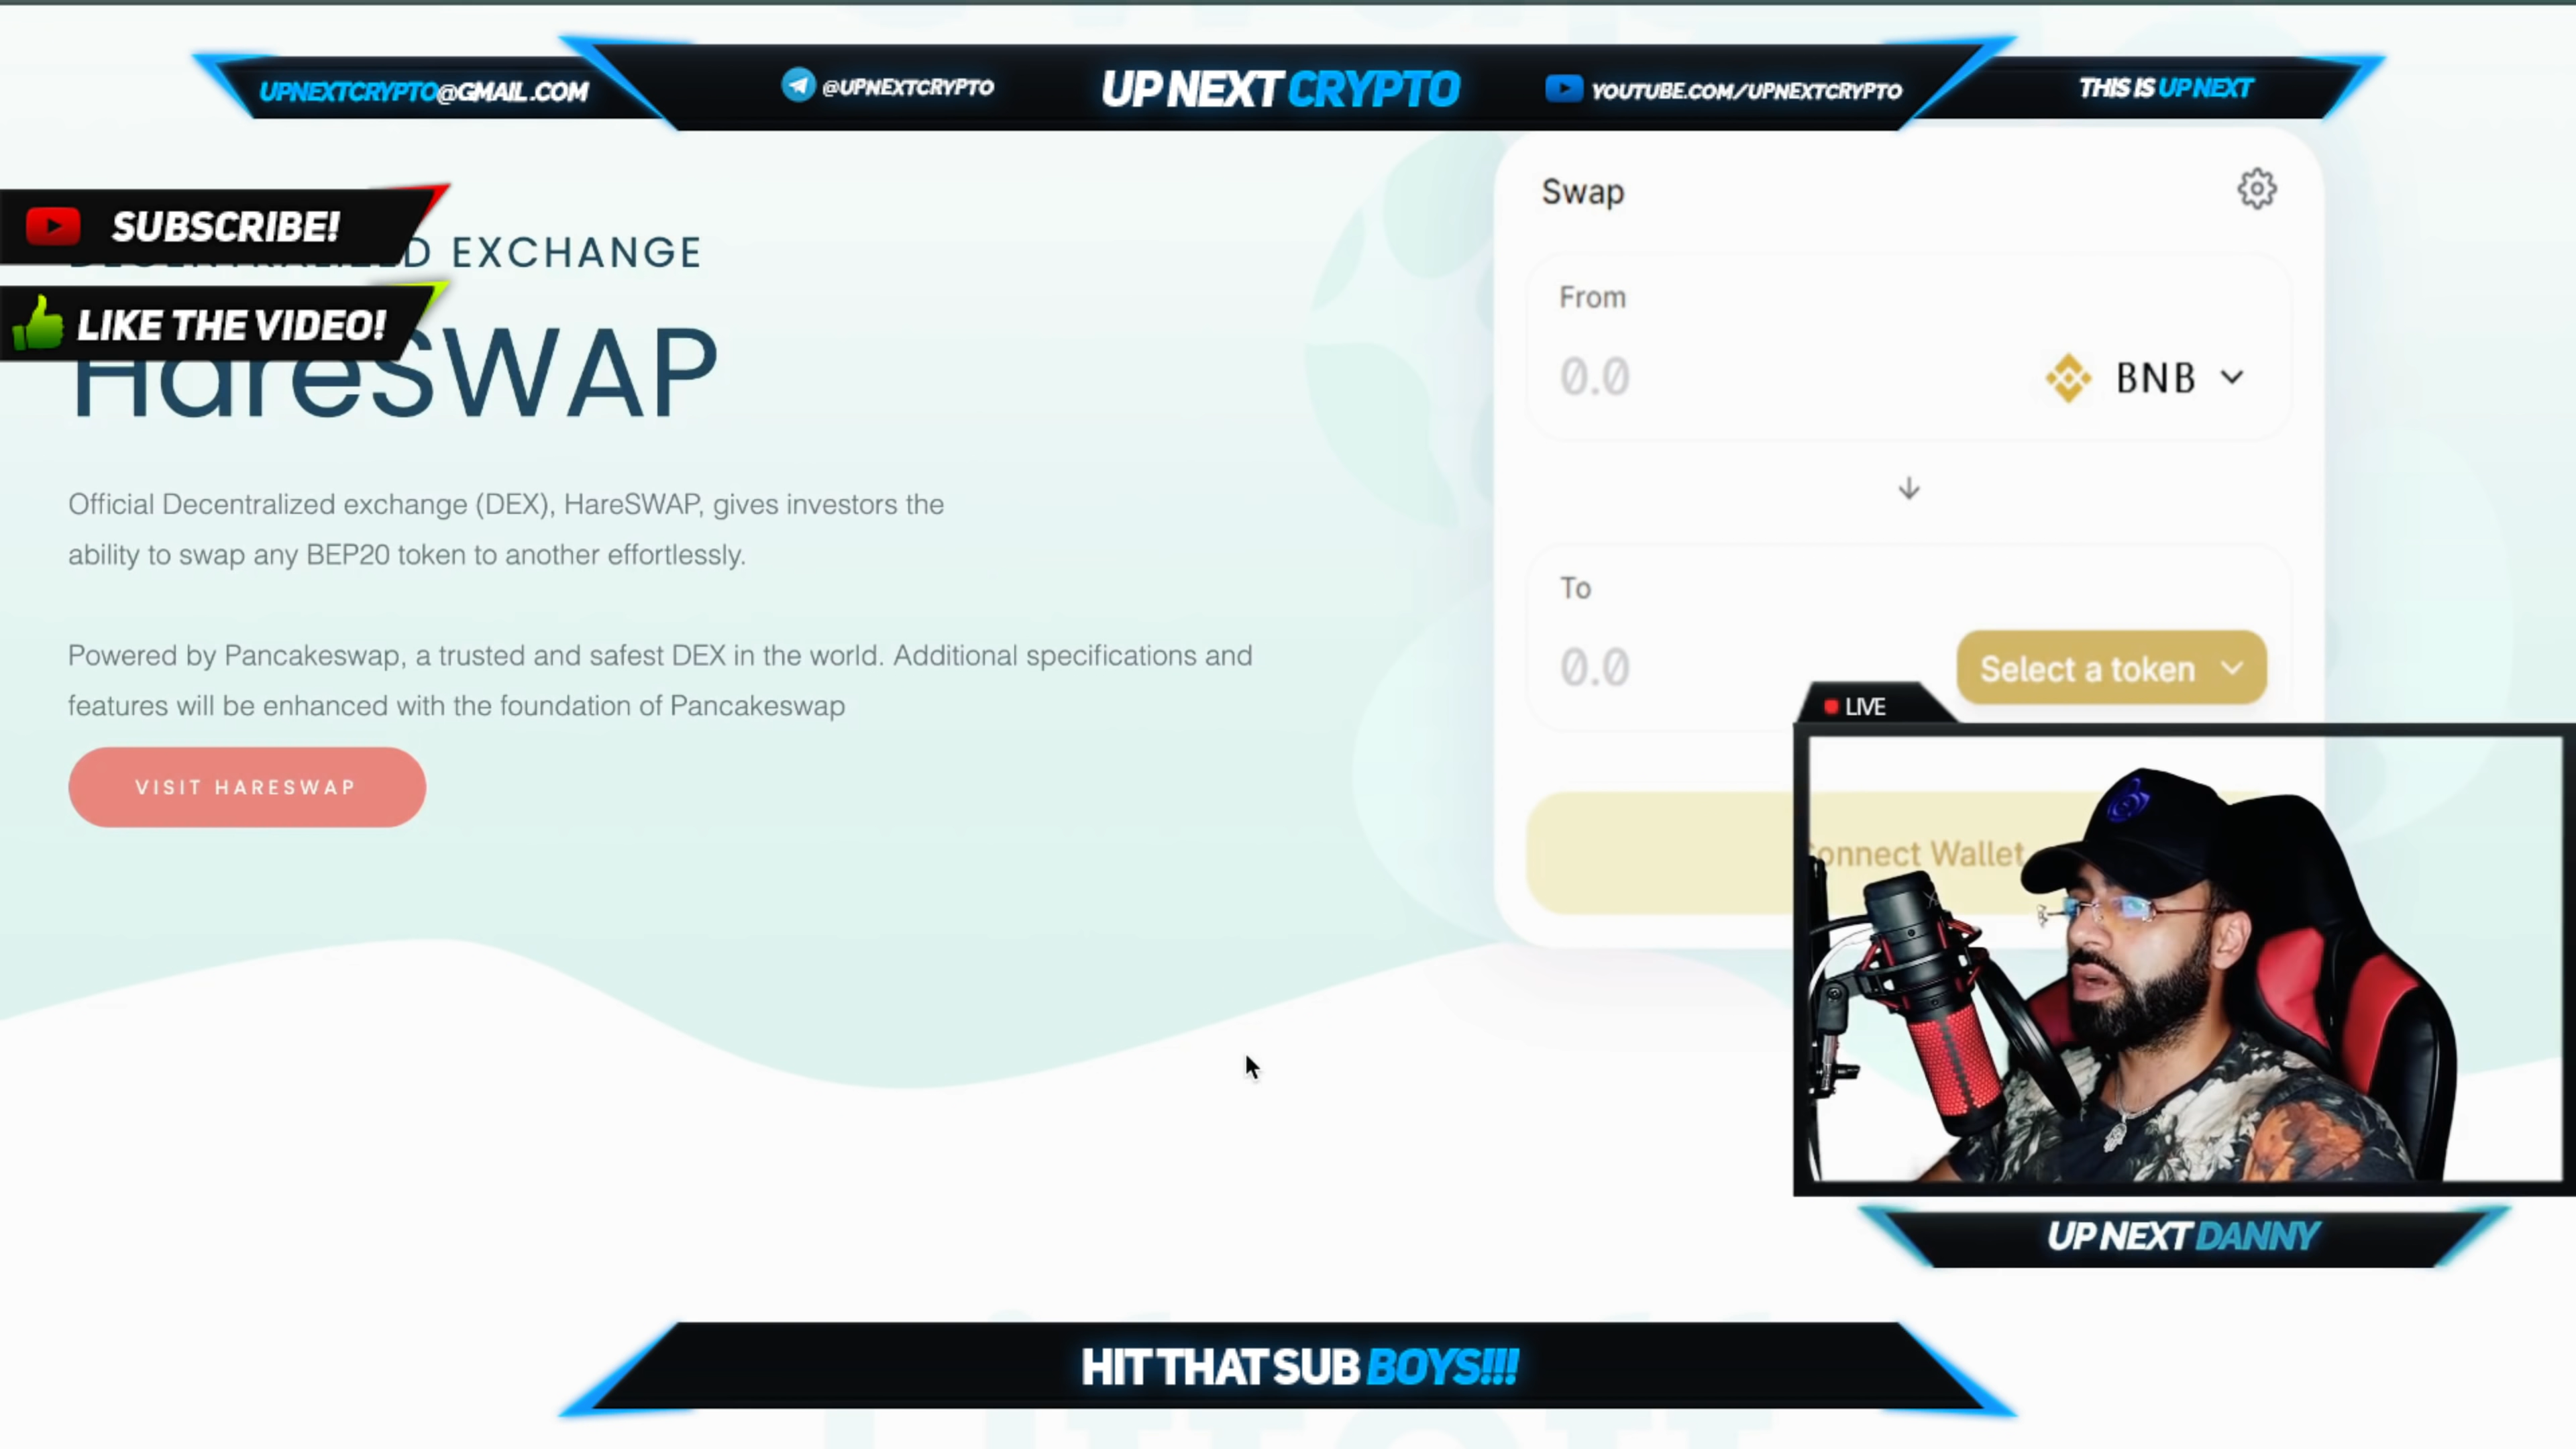 UPNEXTCRYPTO@GMAIL.COM
@UPNEXTCRYPTO
UP NEXT CRYPTO
YOUTUBE.COM/UPNEXTCRYPTO
THIS IS UP NEXT
SUBSCRIBE!
DECENTRALIZED EXCHANGE
LIKE THE VIDEO!
HareSWAP
Official Decentralized exchange (DEX), HareSWAP, gives investors the
ability to swap any BEP20 token to another effortlessly.
Powered by Pancakeswap, a trusted and safest DEX in the world. Additional specifications and
features will be enhanced with the foundation of Pancakeswap
VISIT HARESWAP
Swap
From
0.0
BNB
To
0.0
Select a token
LIVE
Connect Wallet
UP NEXT DANNY
HIT THAT SUB BOYS!!!